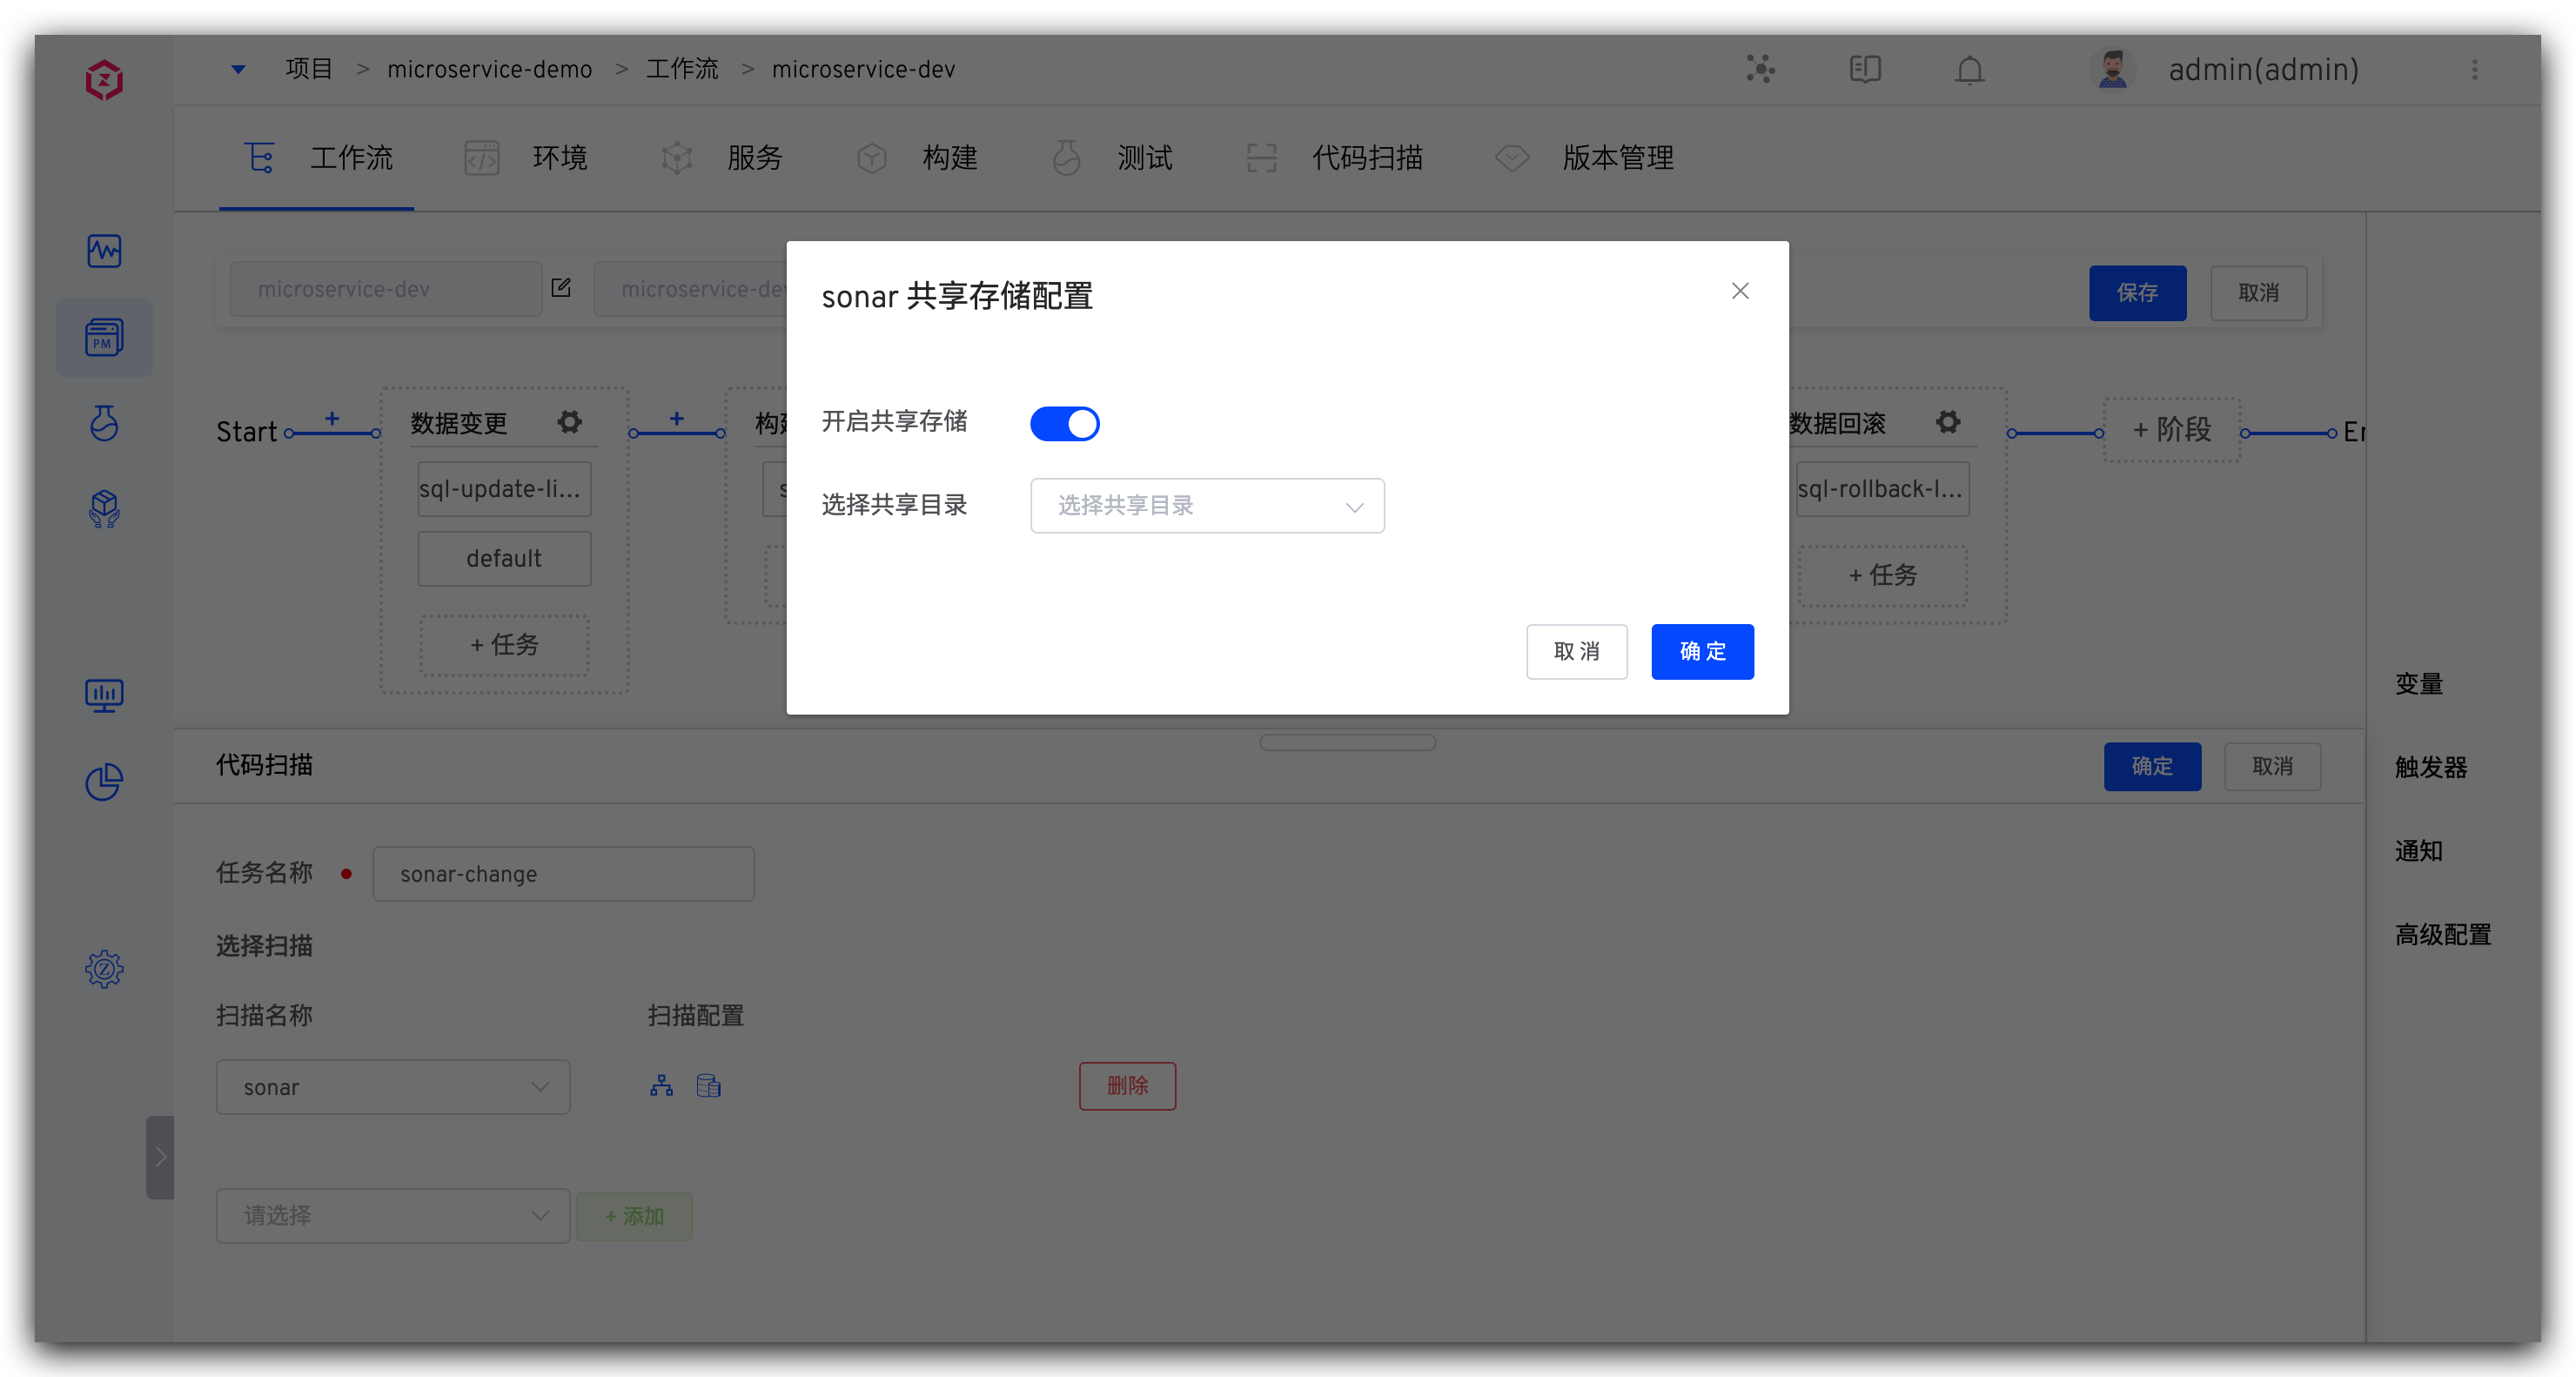 项目 > microservice-demo > 工作流 > microservice-dev
admin(admin)
工作流 环境 服务 构建 测试 代码扫描 版本管理
microservice-dev
microservice-de
保存 取消
sonar 共享存储配置
开启共享存储
选择共享目录 选择共享目录
取 消 确 定
Start
数据变更
sql-update-li...
default
+ 任务
数据回滚
sql-rollback-l...
+ 任务
+ 阶段
PM
代码扫描
确定 取消
任务名称 sonar-change
选择扫描
扫描名称 扫描配置
sonar 删除
请选择 + 添加
变量
触发器
通知
高级配置